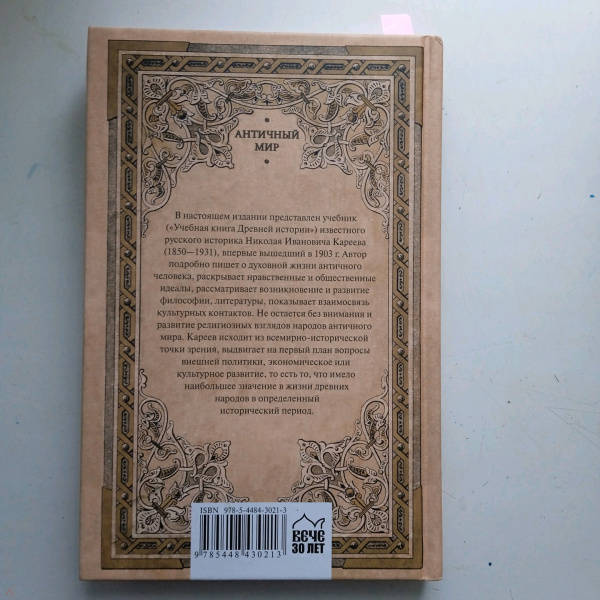 АНТИЧНЫЙ
МИР
В настоящем издании представлен учебник
(«Учебная книга Древней истории») известного
русского историка Николая Ивановича Кареева
(1850—1931), впервые вышедший в 1903 г. Автор
подробно пишет о духовной жизни античного
человека, раскрывает нравственные и общественные
идеалы, рассматривает возникновение и развитие
философии, литературы, показывает взаимосвязь
культурных контактов. Не остается без внимания и
развитие религиозных взглядов народов античного
мира. Кареев исходит из всемирно-исторической
точки зрения, выдвигает на первый план вопросы
внешней политики, экономическое или
культурное развитие, то есть то, что имело
наибольшее значение в жизни древних
народов в определенный
исторический период.
ISBN 978-5-4484-3021-3
9 785448 430213
ВЕЧЕ
30 ЛЕТ